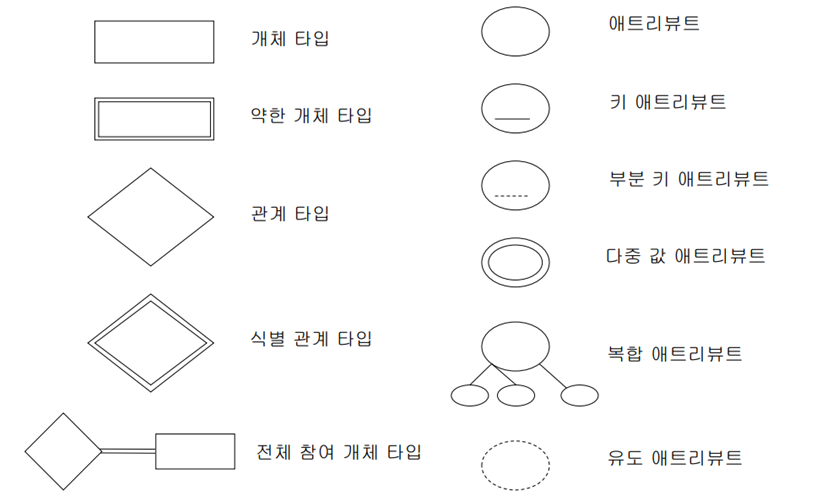 개체 타입
약한 개체 타입
관계 타입
식별 관계 타입
전체 참여 개체 타입
애트리뷰트
키 애트리뷰트
부분 키 애트리뷰트
다중 값 애트리뷰트
복합 애트리뷰트
유도 애트리뷰트